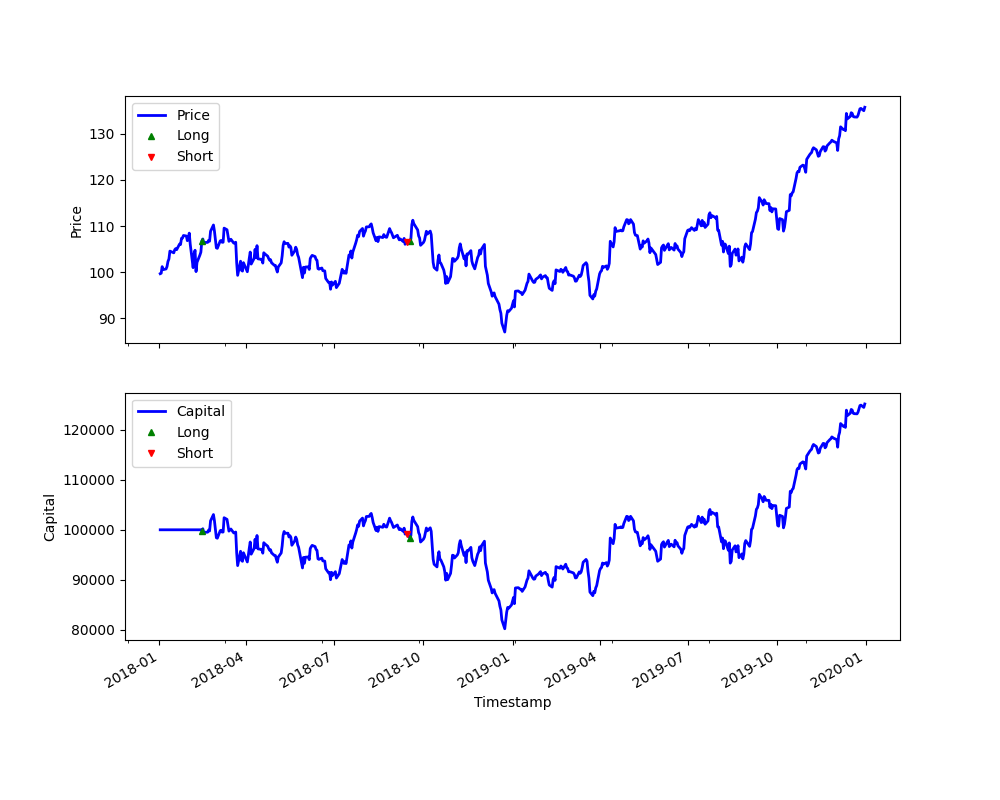 Price
Long
Short
130
120
110
100
90
Price
Capital
Long
Short
120000
110000
100000
90000
80000
Capital
2018-01
2018-04
2018-07
2018-10
2019-01
2019-04
2019-07
2019-10
2020-01
Timestamp